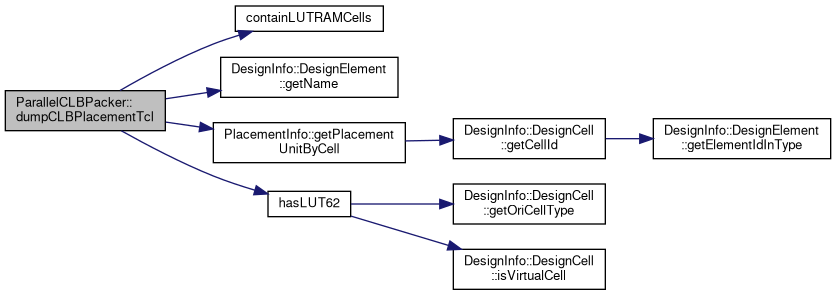 containLUTRAMCells
DesignInfo::DesignElement
::getName
ParallelCLBPacker::
dumpCLBPlacementTcl
PlacementInfo::getPlacement
UnitByCell
DesignInfo::DesignCell
::getCellId
DesignInfo::DesignElement
::getElementIdInType
hasLUT62
DesignInfo::DesignCell
::getOriCellType
DesignInfo::DesignCell
::isVirtualCell